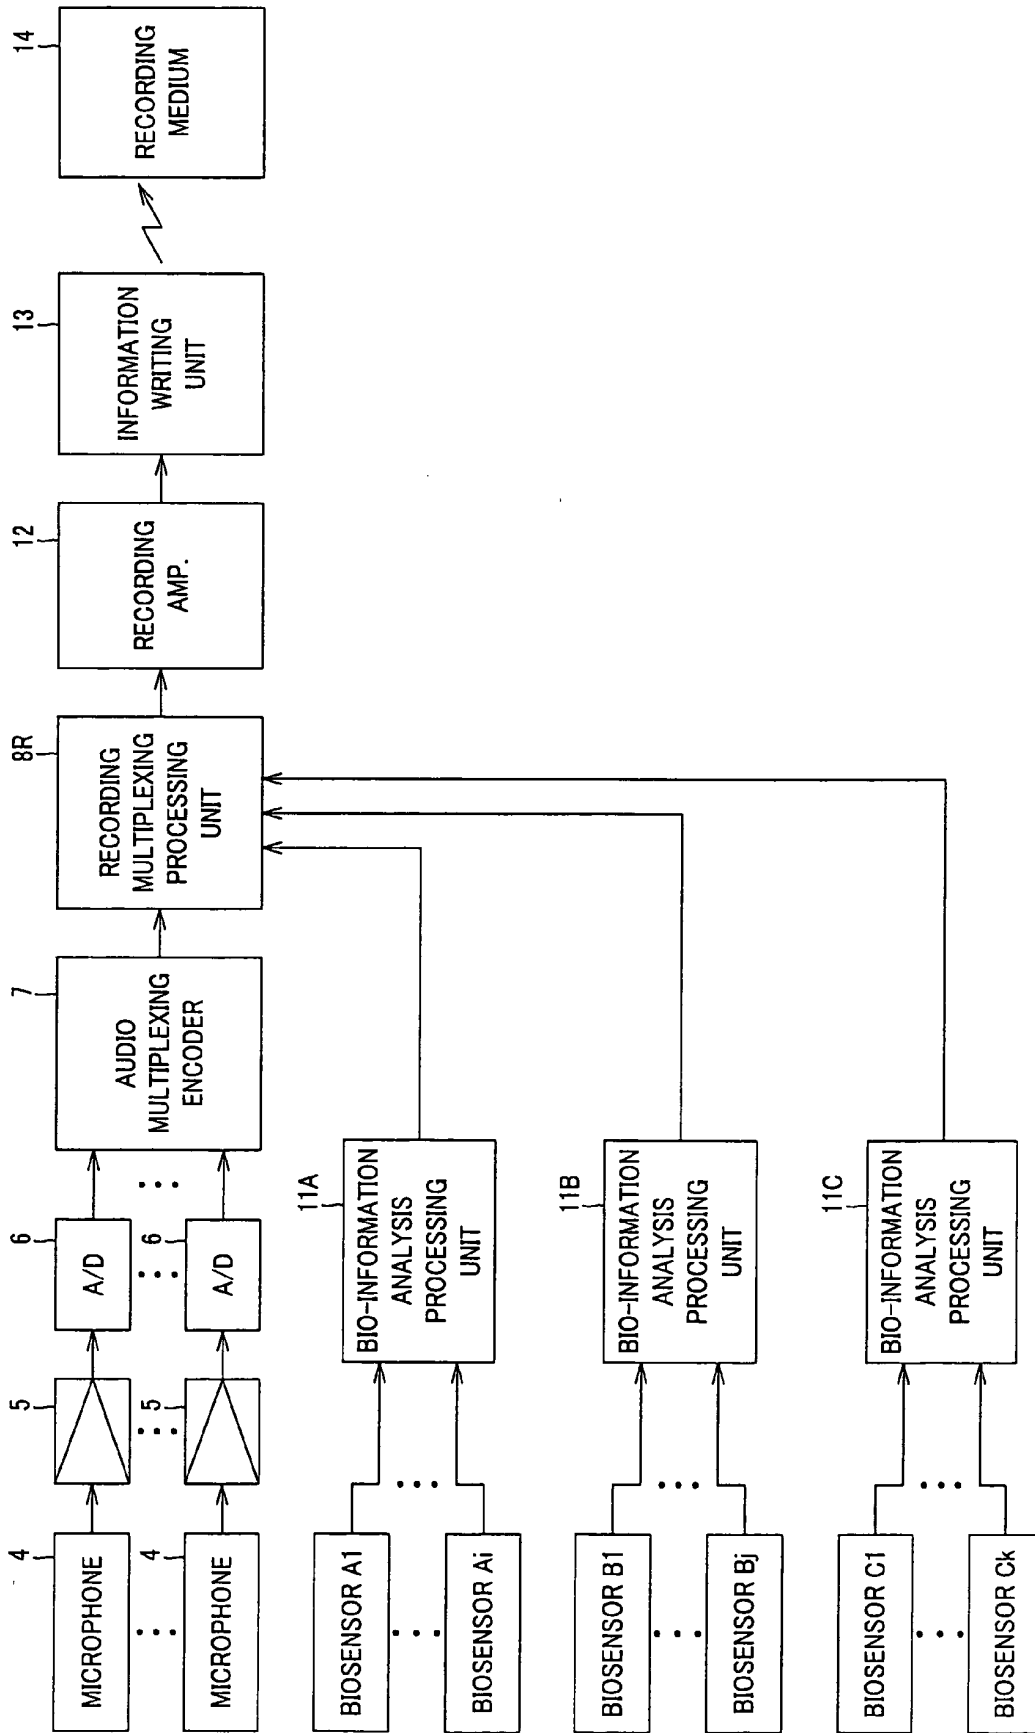 4
MICROPHONE
• • •
4
MICROPHONE
5
• • •
5
6
A/D
• • •
6
A/D
• • •
7
AUDIO
MULTIPLEXING
ENCODER
8R
RECORDING
MULTIPLEXING
PROCESSING
UNIT
12
RECORDING
AMP.
13
INFORMATION
WRITING
UNIT
14
RECORDING
MEDIUM
BIOSENSOR A1
• • •
BIOSENSOR Ai
• • •
11A
BIO-INFORMATION
ANALYSIS
PROCESSING
UNIT
BIOSENSOR B1
• • •
BIOSENSOR Bj
• • •
11B
BIO-INFORMATION
ANALYSIS
PROCESSING
UNIT
BIOSENSOR C1
• • •
BIOSENSOR Ck
• • •
11C
BIO-INFORMATION
ANALYSIS
PROCESSING
UNIT